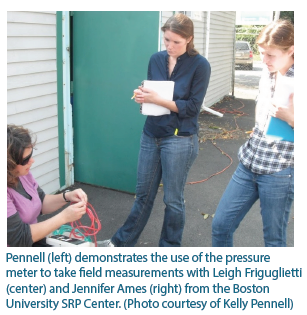 Pennell (left) demonstrates the use of the pressure
meter to take field measurements with Leigh Friguglietti
(center) and Jennifer Ames (right) from the Boston
University SRP Center. (Photo courtesy of Kelly Pennell)